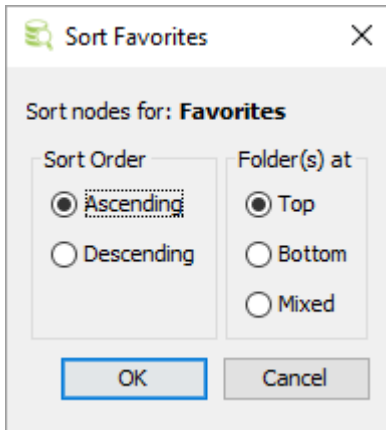 Sort Favorites
Sort nodes for: Favorites
Sort Order
Ascending
Descending
Folder(s) at
Top
Bottom
Mixed
OK
Cancel